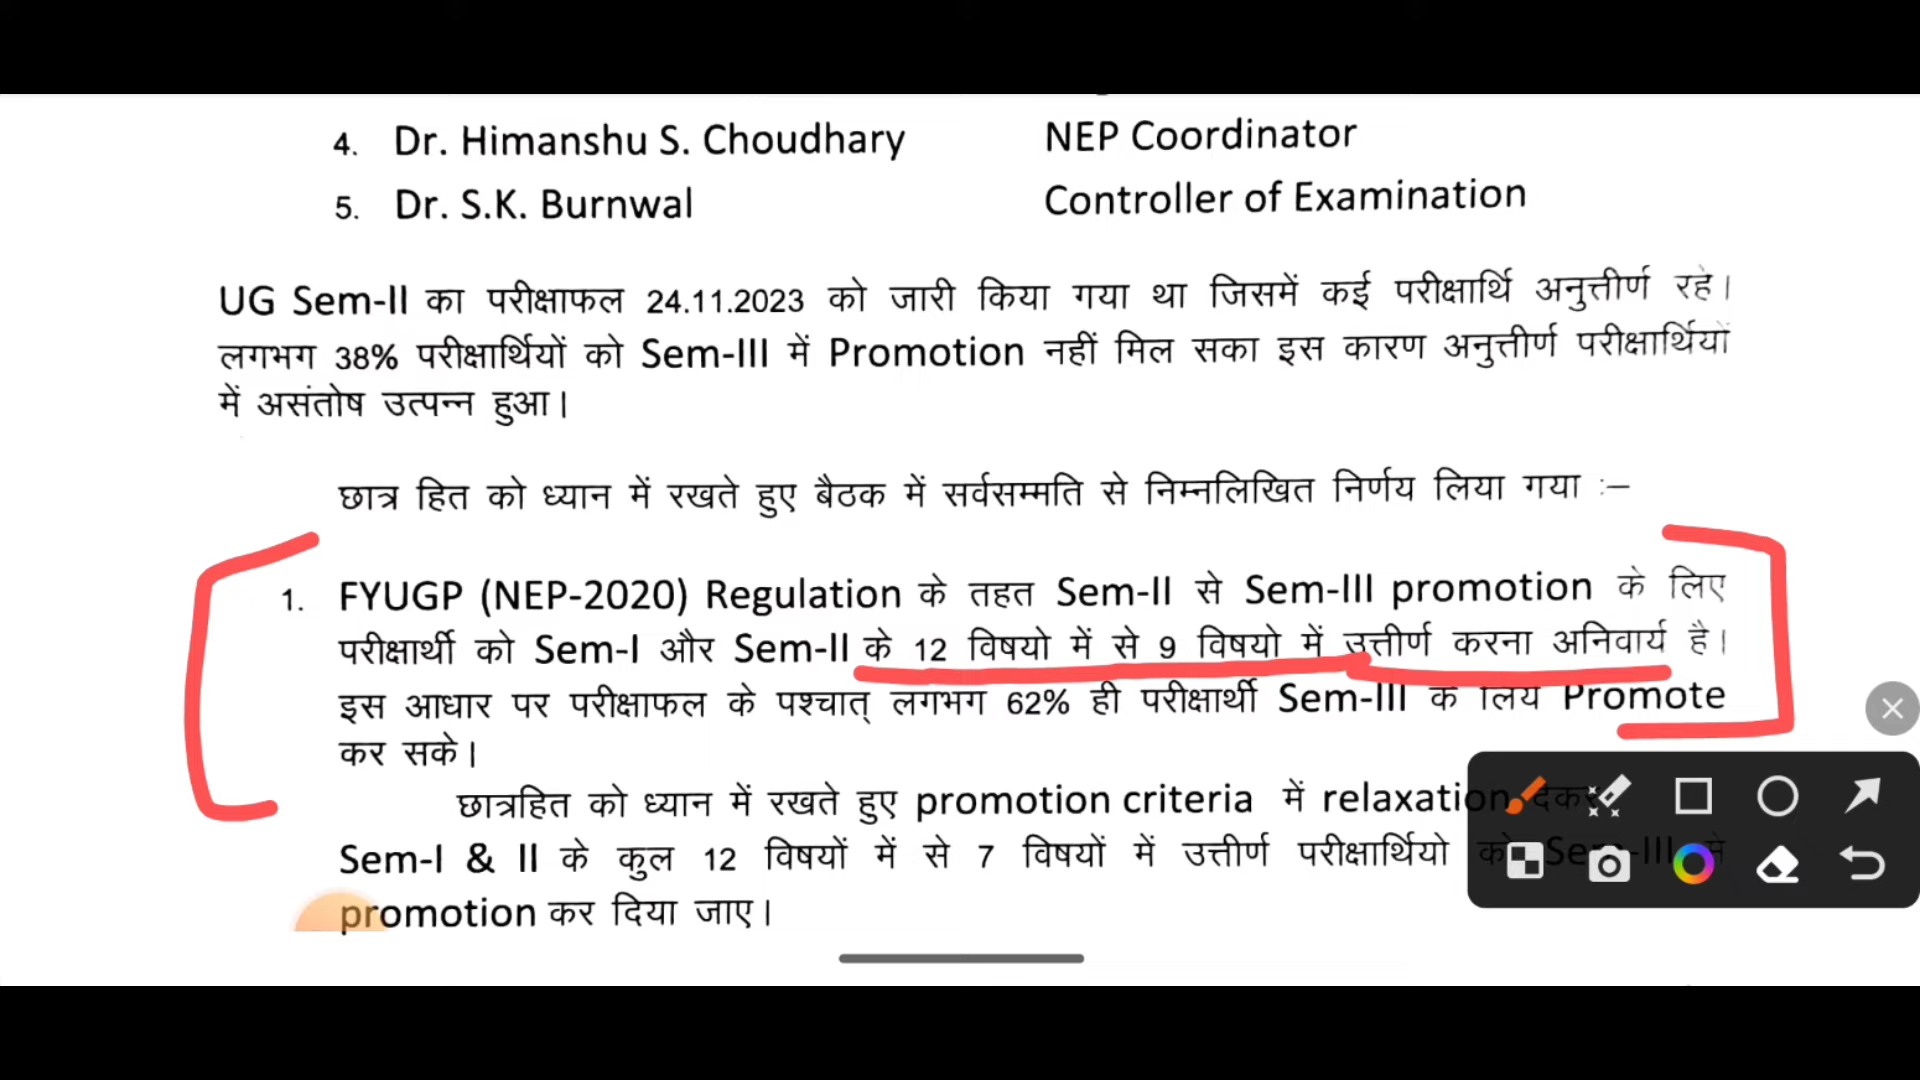 4. Dr. Himanshu S. Choudhary NEP Coordinator
5. Dr. S.K. Burnwal Controller of Examination
UG Sem-II का परीक्षाफल 24.11.2023 को जारी किया गया था जिसमें कई परीक्षार्थि अनुत्तीर्ण रहे।
लगभग 38% परीक्षार्थियों को Sem-III में Promotion नहीं मिल सका इस कारण अनुत्तीर्ण परीक्षार्थियों
में असंतोष उत्पन्न हुआ।
छात्र हित को ध्यान में रखते हुए बैठक में सर्वसम्मति से निम्नलिखित निर्णय लिया गया :–
1. FYUGP (NEP-2020) Regulation के तहत Sem-II से Sem-III promotion के लिए
परीक्षार्थी को Sem-I और Sem-II के 12 विषयो में से 9 विषयो में उत्तीर्ण करना अनिवार्य है।
इस आधार पर परीक्षाफल के पश्चात् लगभग 62% ही परीक्षार्थी Sem-III के लिये Promote
कर सके।
छात्रहित को ध्यान में रखते हुए promotion criteria में relaxation देकर
Sem-I & II के कुल 12 विषयों में से 7 विषयों में उत्तीर्ण परीक्षार्थियो को Sem-III में
promotion कर दिया जाए।